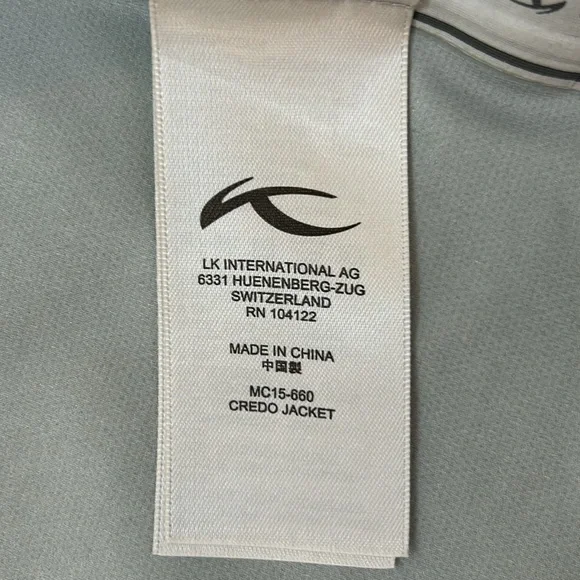 LK INTERNATIONAL AG
6331 HUENENBERG-ZUG
SWITZERLAND
RN 104122
MADE IN CHINA
中国製
MC15-660
CREDO JACKET